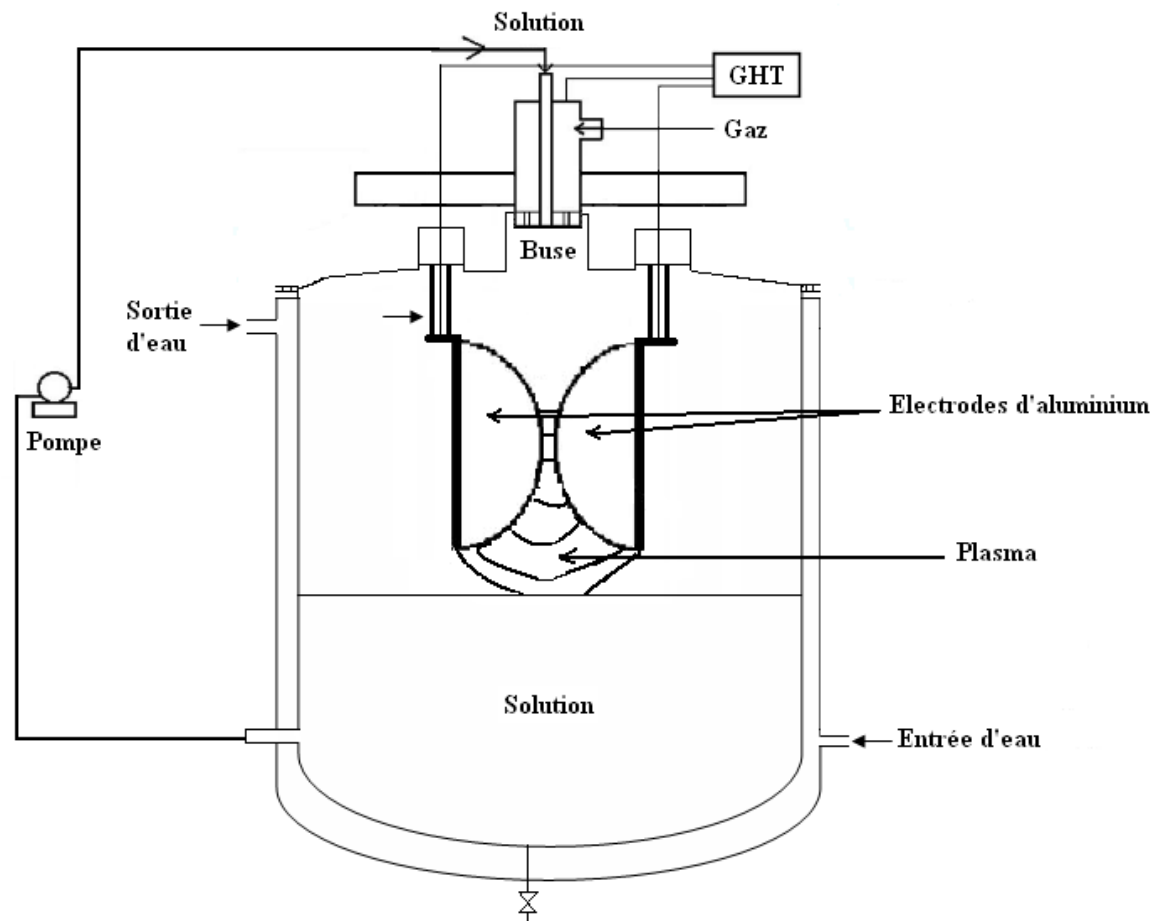 Solution
GHT
Gaz
Buse
Sortie
d'eau
Pompe
Electrodes d'aluminium
Plasma
Solution
Entrée d'eau